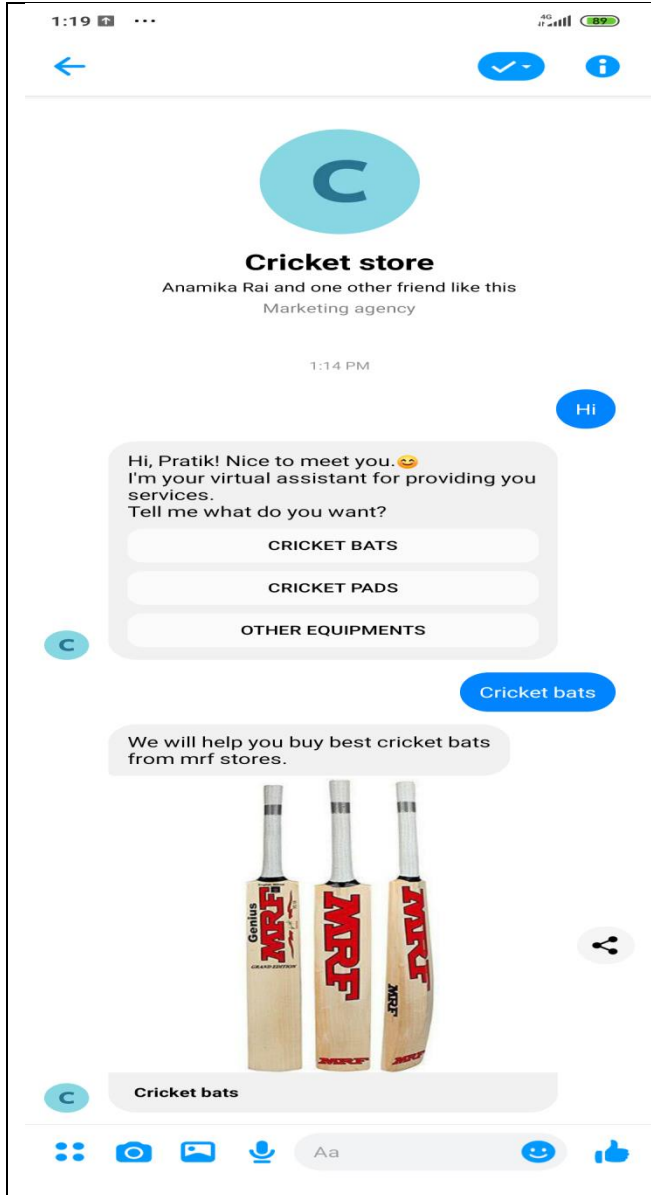 1:19
4G
89
C
Cricket store
Anamika Rai and one other friend like this
Marketing agency
1:14 PM
Hi
Hi, Pratik! Nice to meet you.😊
I'm your virtual assistant for providing you
services.
Tell me what do you want?
CRICKET BATS
CRICKET PADS
OTHER EQUIPMENTS
C
Cricket bats
We will help you buy best cricket bats
from mrf stores.
Genius
MRF
GRAND EDITION
MRF
MRF
MRF
MRF
MRF
C
Cricket bats
Aa